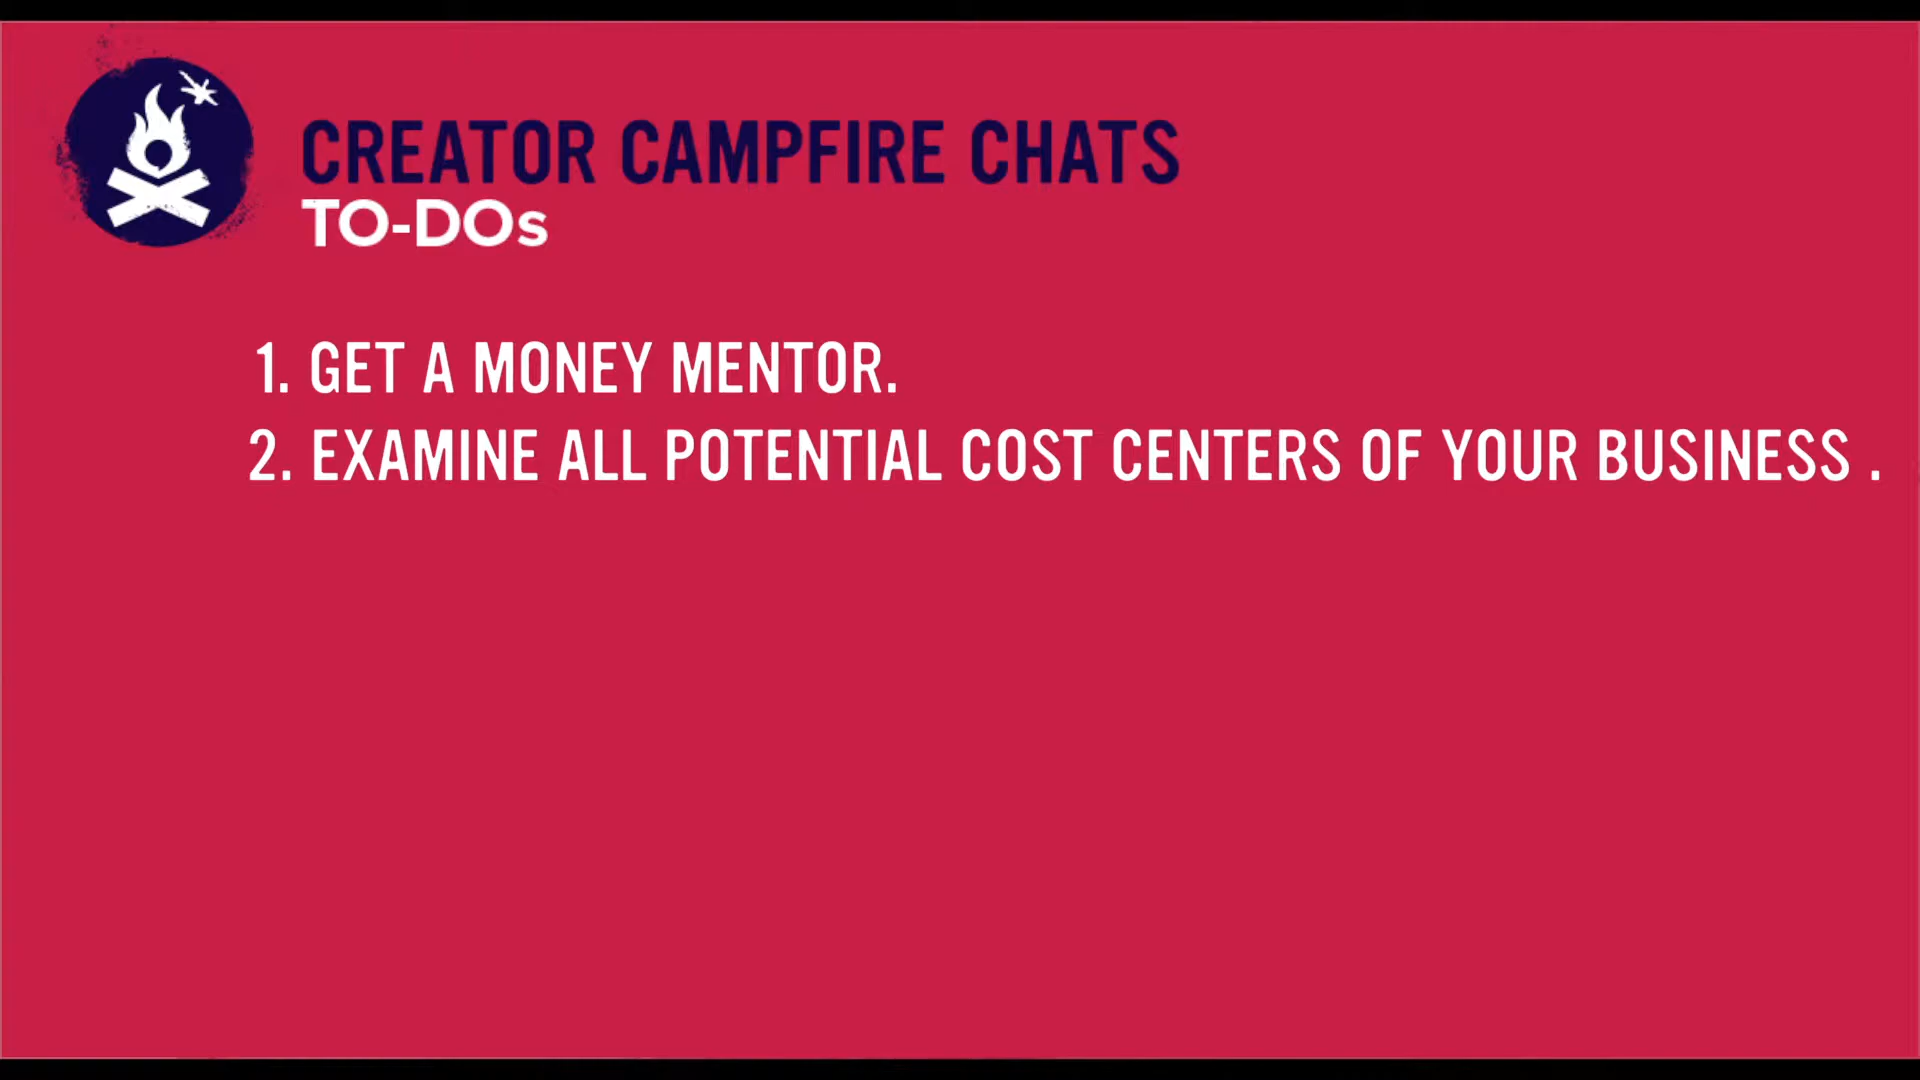 CREATOR CAMPFIRE CHATS
TO-DOs
1. GET A MONEY MENTOR.
2. EXAMINE ALL POTENTIAL COST CENTERS OF YOUR BUSINESS .